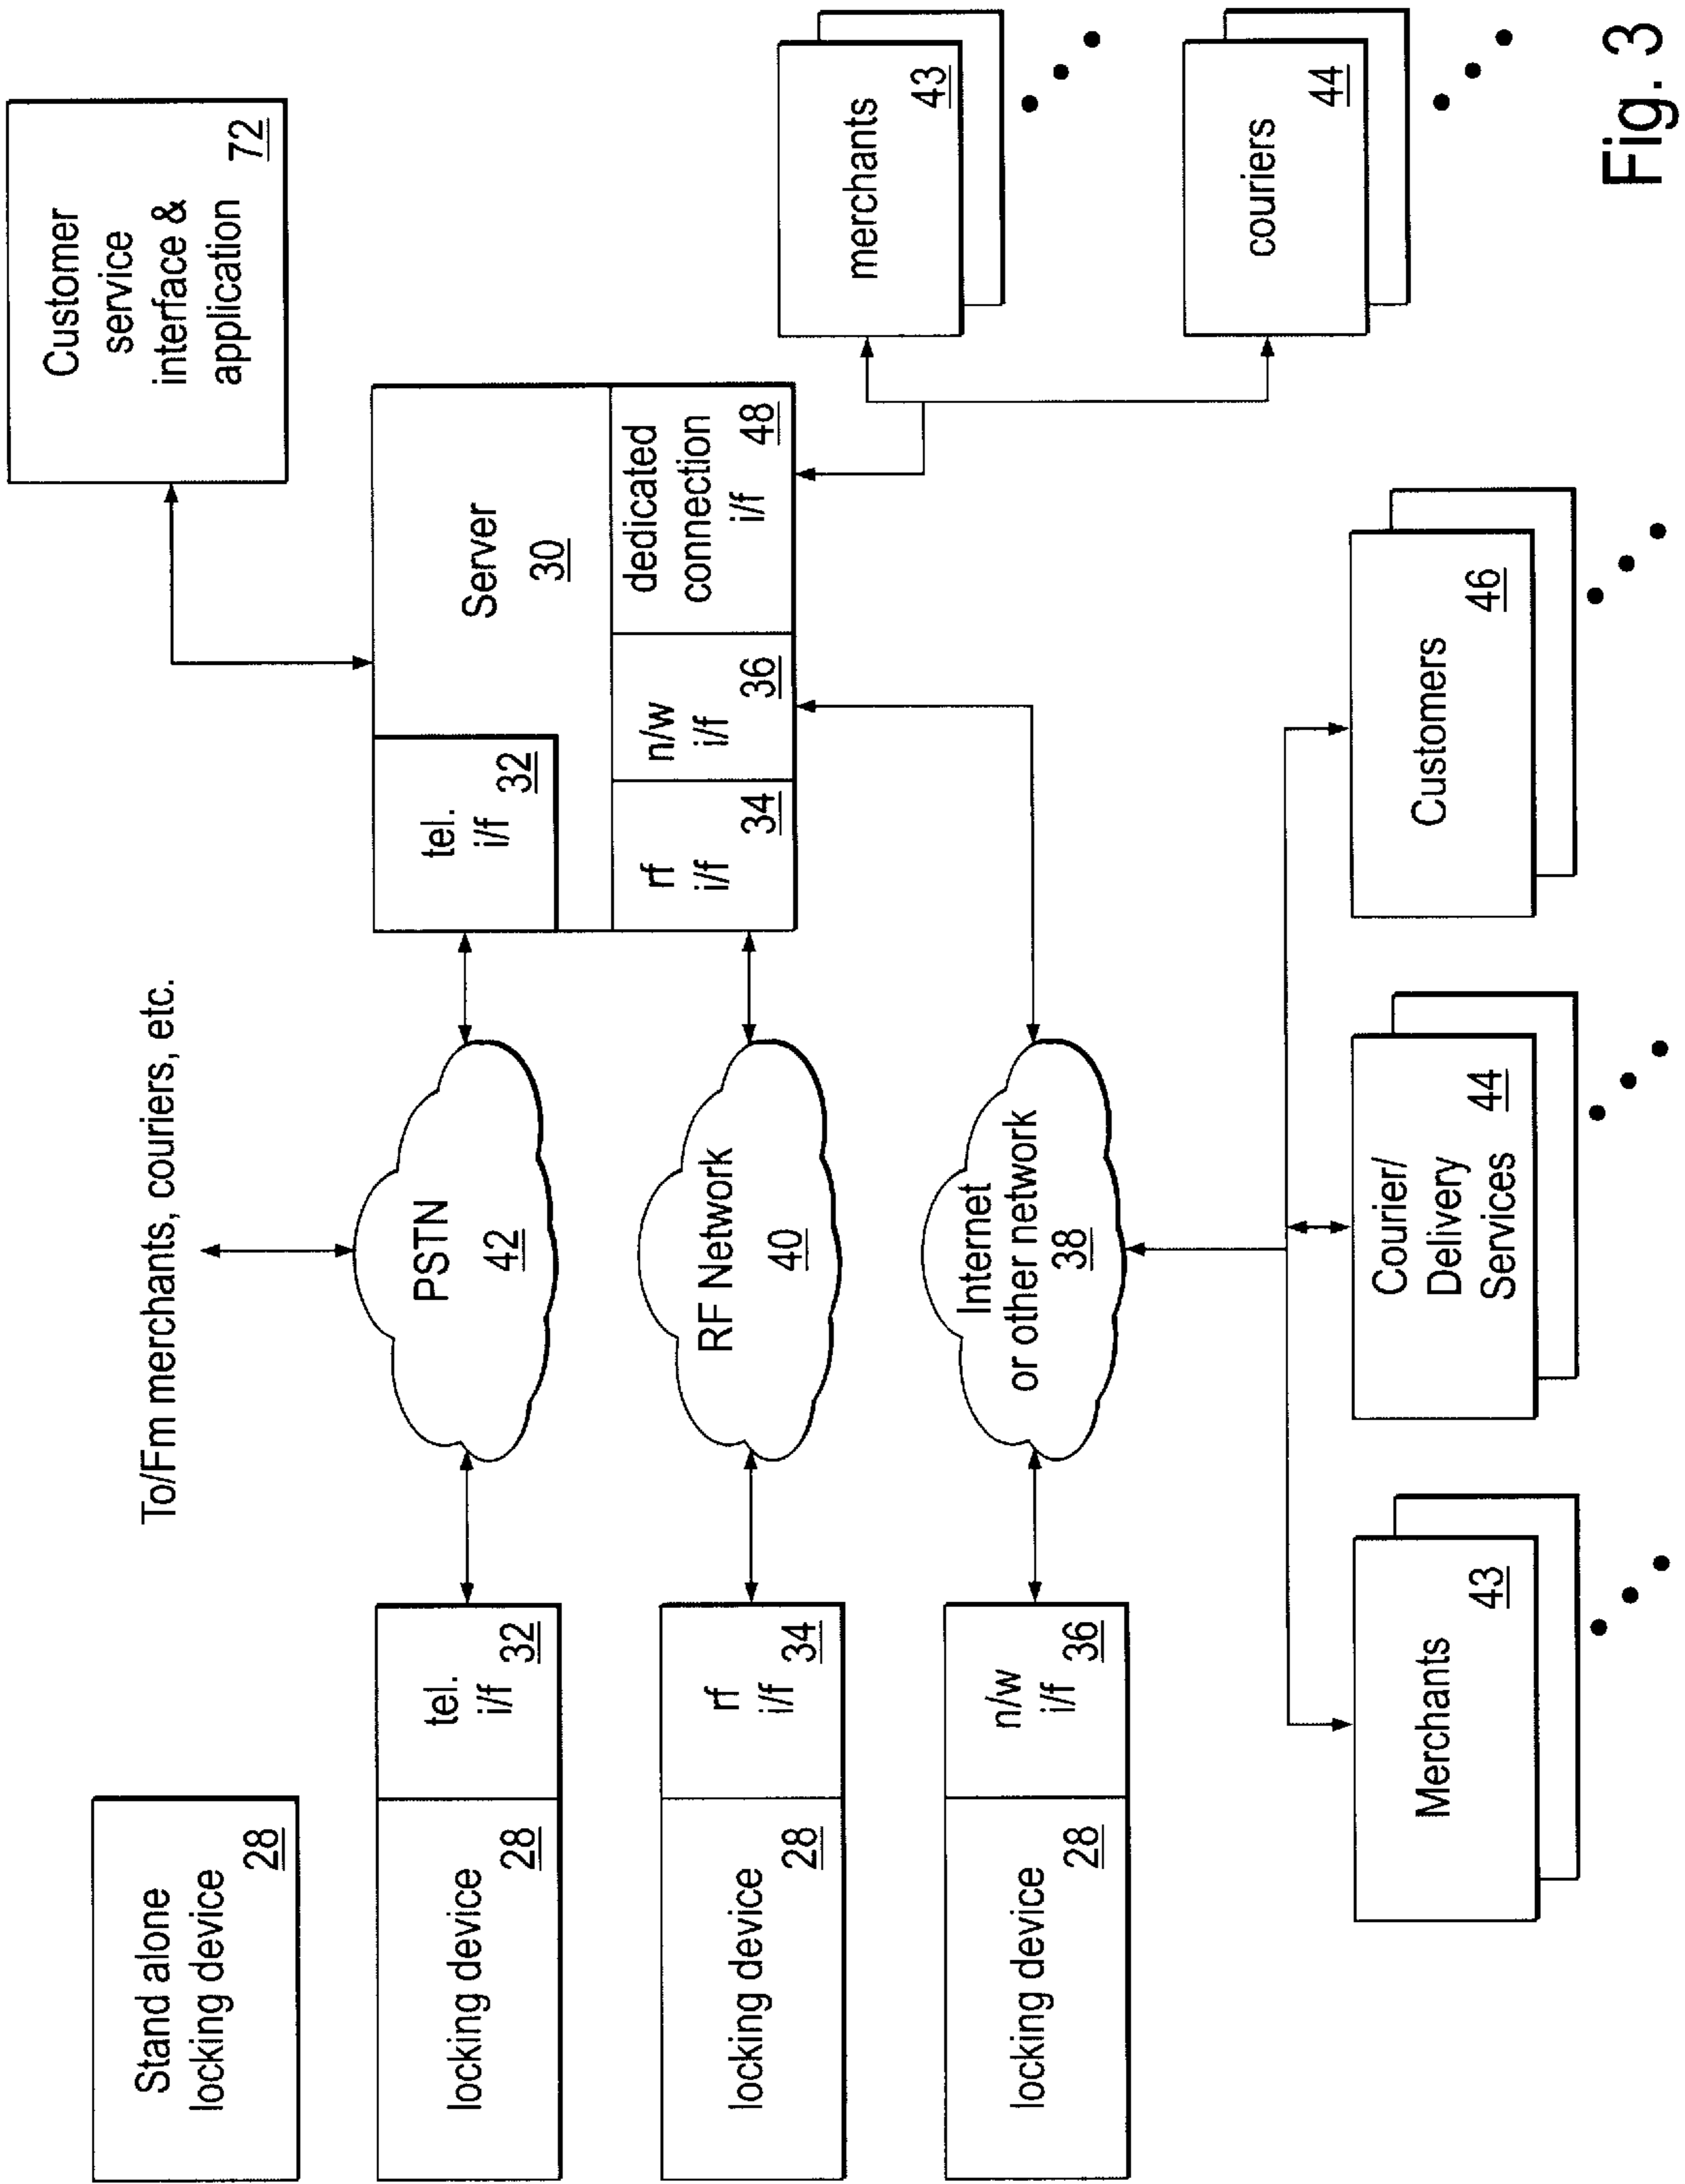 Customer
service
interface &
application
72
To/Fm merchants, couriers, etc.
Stand alone
locking device
28
locking device
28
tel.
i/f
32
PSTN
42
tel.
i/f
32
Server
30
locking device
28
rf
i/f
34
RF Network
40
rf
i/f
34
n/w
i/f
36
dedicated
connection
i/f
48
locking device
28
n/w
i/f
36
Internet
or other network
38
merchants
43
couriers
44
Merchants
43
Courier/
Delivery
Services
44
Customers
46
Fig. 3